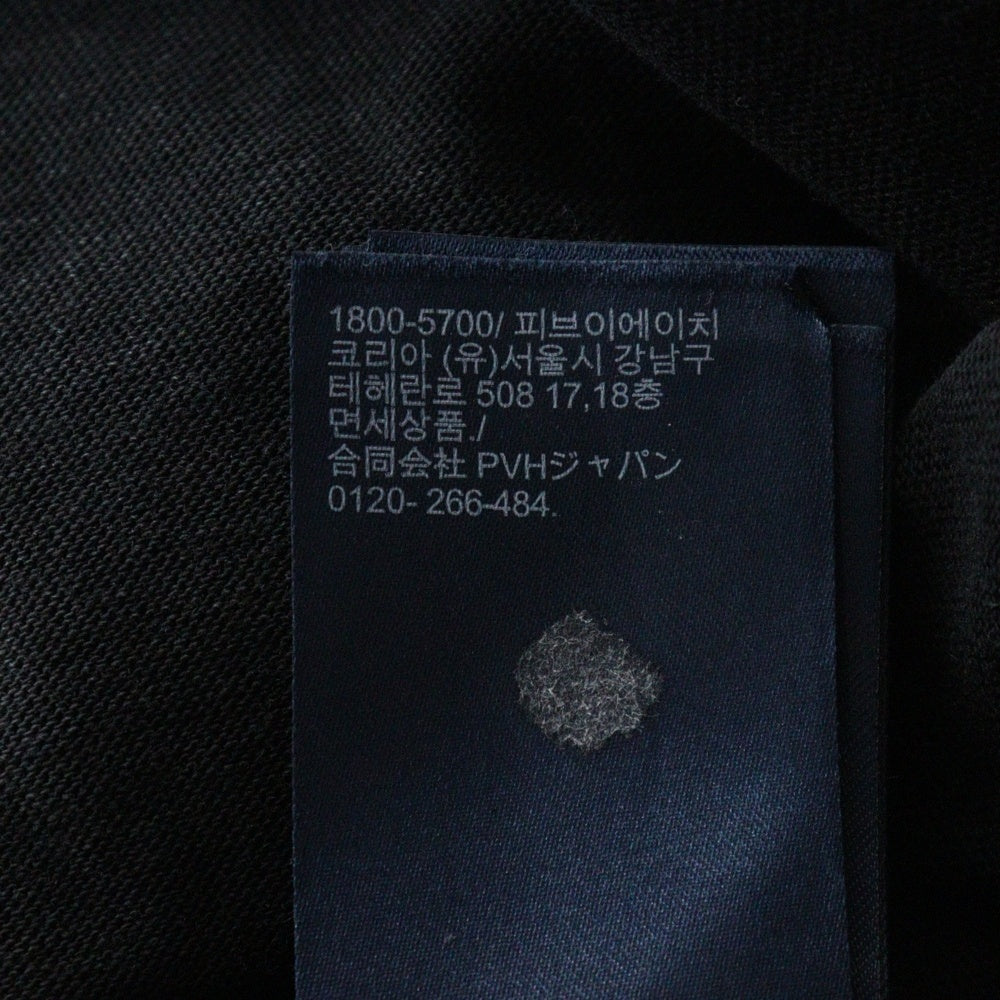 1800-5700/ 피브이에이치
코리아 (유)서울시 강남구
테헤란로 508 17,18층
면세상품./
合同会社 PVHジャパン
0120- 266-484.